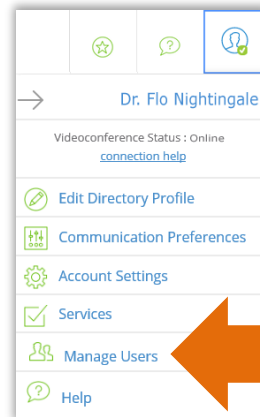 Dr. Flo Nightingale
Videoconference Status : Online
connection help
Edit Directory Profile
Communication Preferences
Account Settings
Services
Manage Users
Help